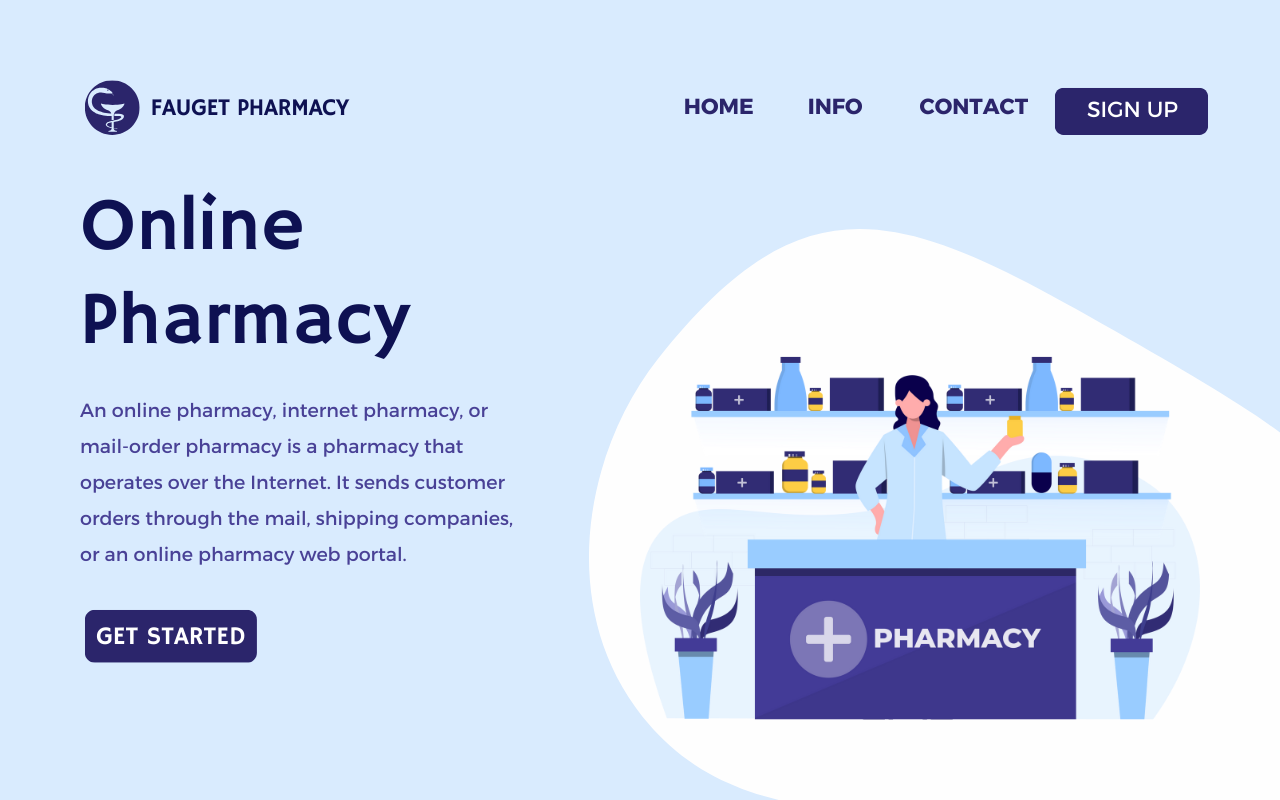 FAUGET PHARMACY
HOME
INFO
CONTACT
SIGN UP
Online
Pharmacy
An online pharmacy, internet pharmacy, or
mail-order pharmacy is a pharmacy that
operates over the Internet. It sends customer
orders through the mail, shipping companies,
or an online pharmacy web portal.
GET STARTED
PHARMACY